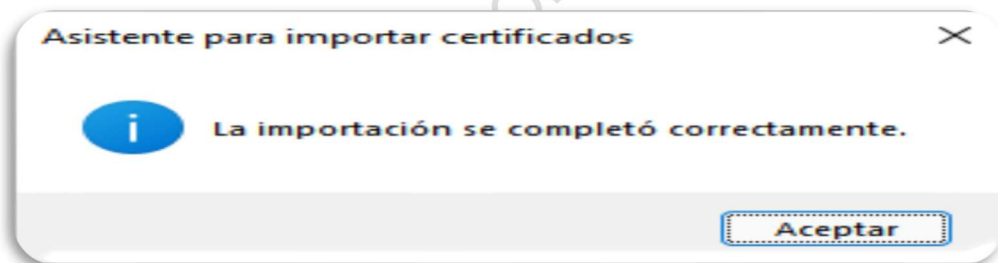 Asistente para importar certificados
La importación se completó correctamente.
Aceptar